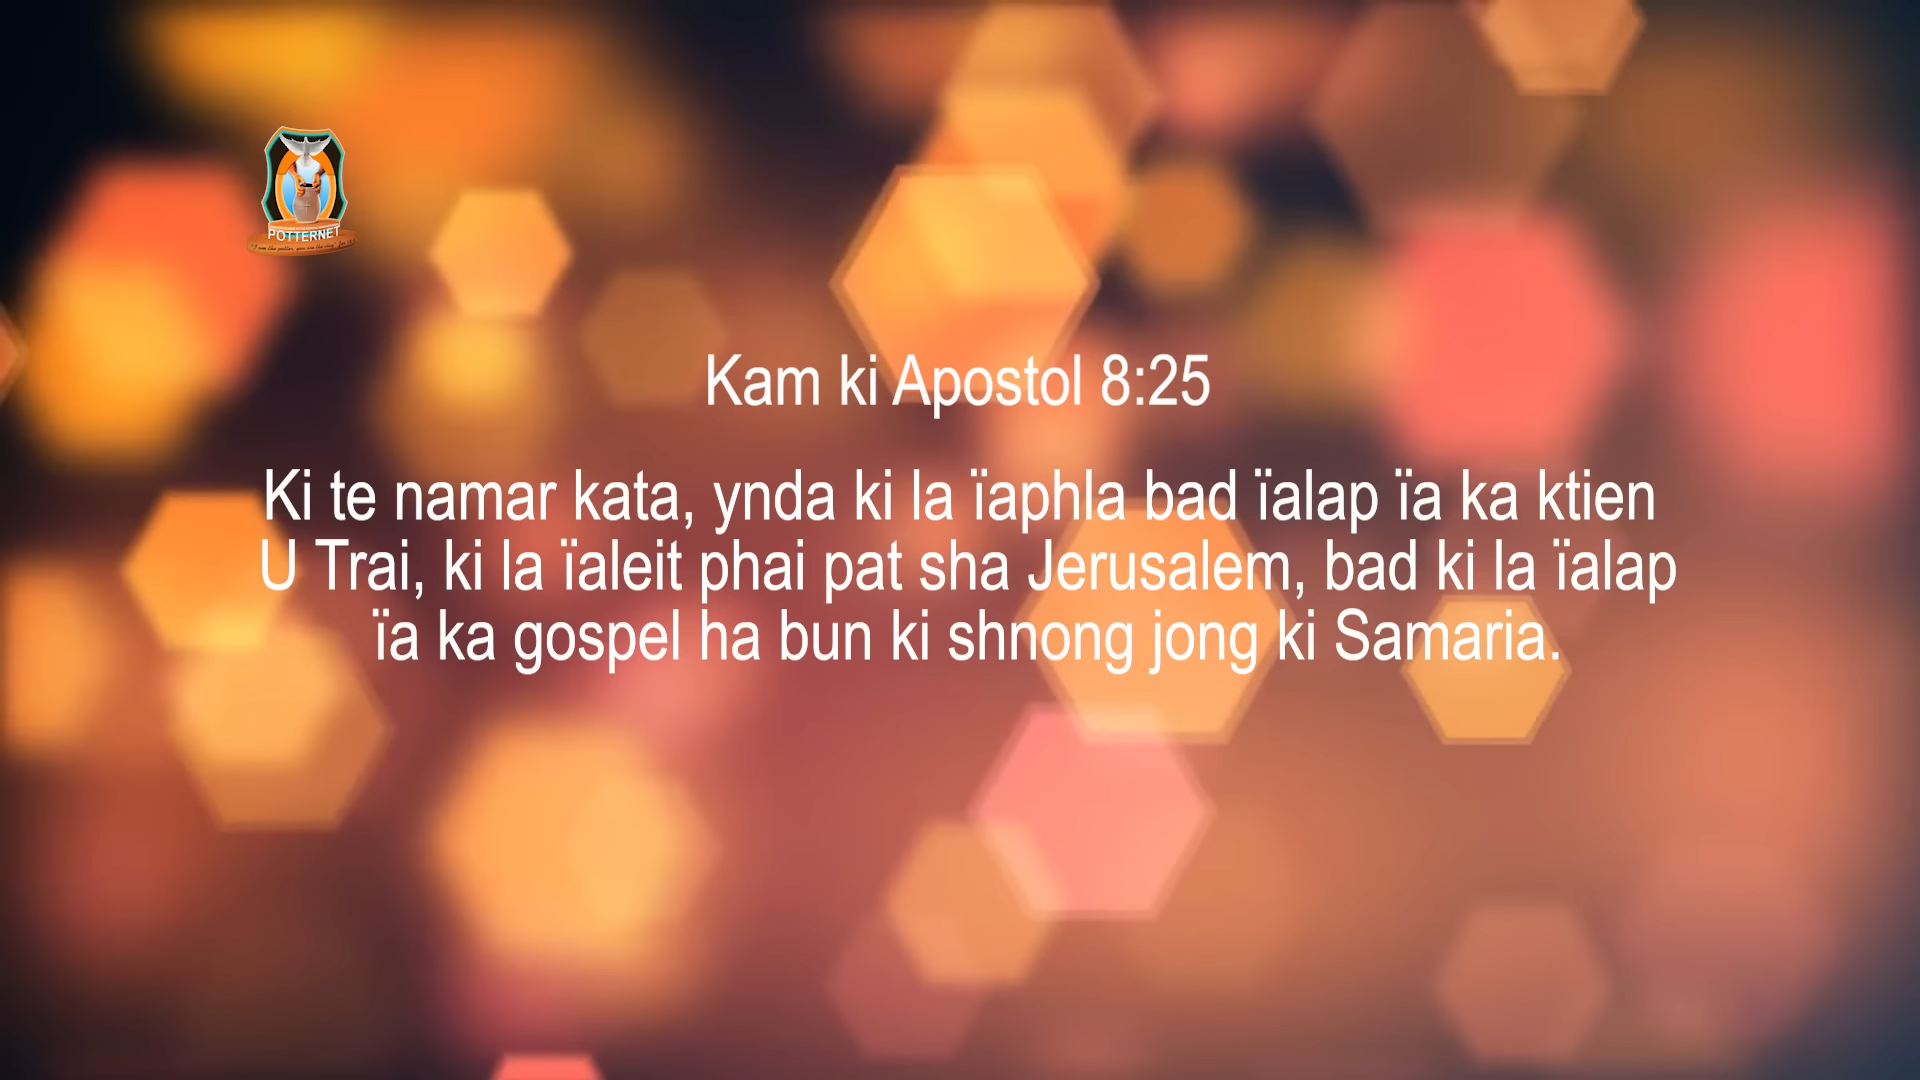 POTTERNET
Kam ki Apostol 8:25
Ki te namar kata, ynda ki la ïaphla bad ïalap ïa ka ktien
U Trai, ki la ïaleit phai pat sha Jerusalem, bad ki la ïalap
ïa ka gospel ha bun ki shnong jong ki Samaria.